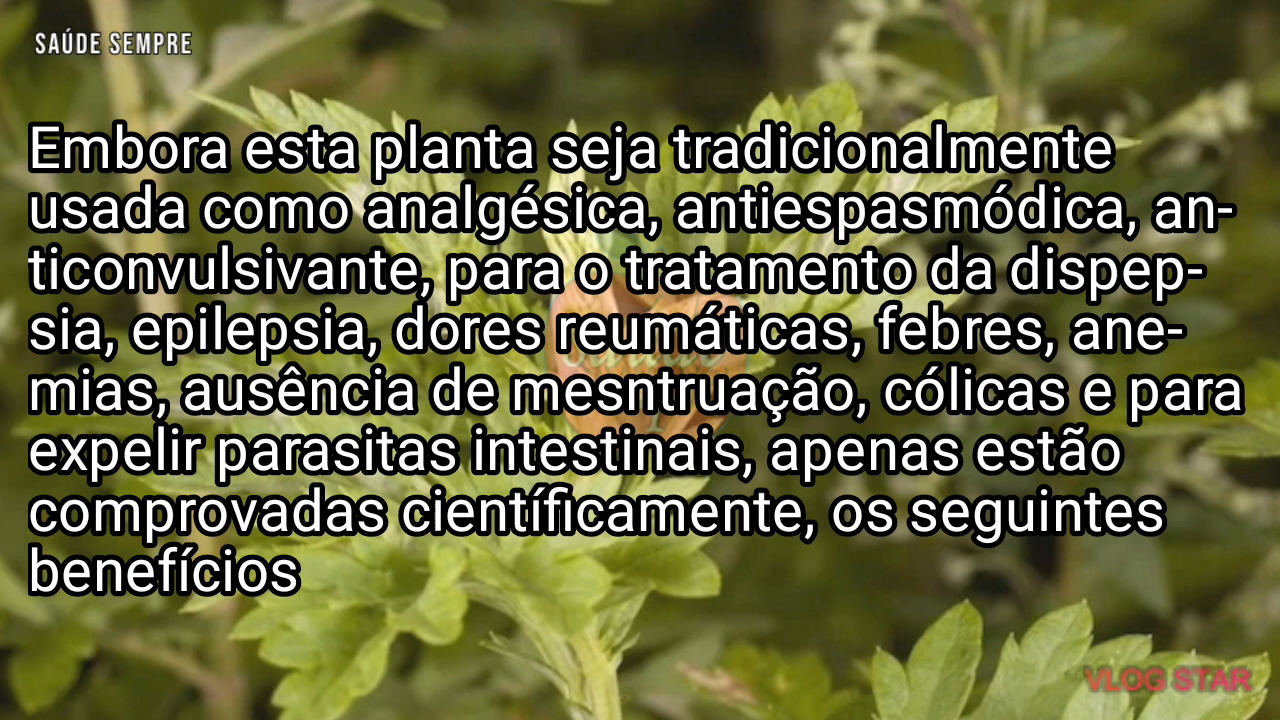 SAÚDE SEMPRE
Embora esta planta seja tradicionalmente
usada como analgésica, antiespasmódica, an-
ticonvulsivante, para o tratamento da dispep-
sia, epilepsia, dores reumáticas, febres, ane-
mias, ausência de mesntruação, cólicas e para
expelir parasitas intestinais, apenas estão
comprovadas científicamente, os seguintes
benefícios
VLOG STAR